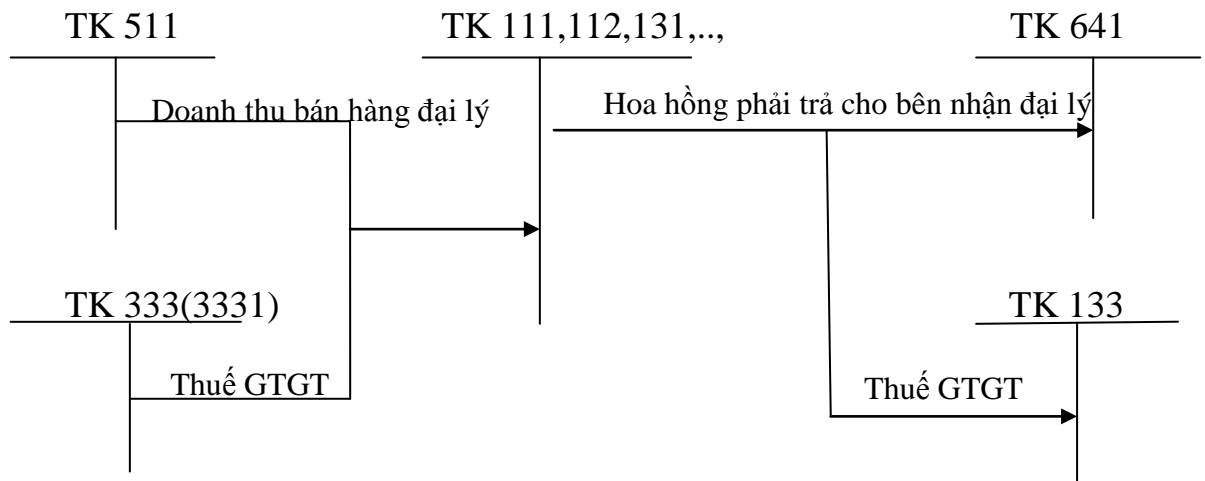 TK 511
TK 111,112,131,..,
TK 641
Doanh thu bán hàng đại lý
Hoa hồng phải trả cho bên nhận đại lý
TK 333(3331)
TK 133
Thuế GTGT
Thuế GTGT